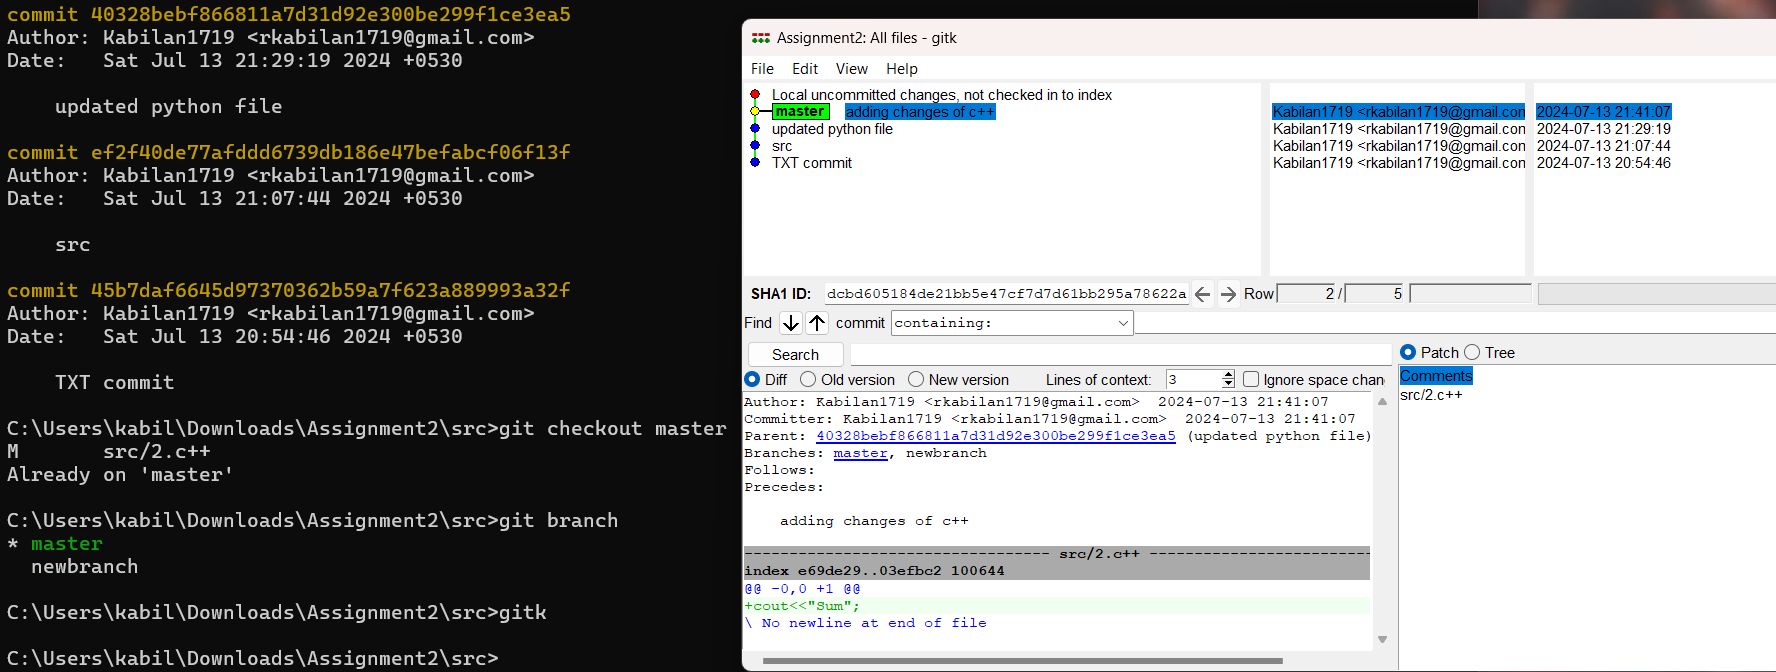 commit 40328bebf866811a7d31d92e300be299f1ce3ea5
Author: Kabilan1719 <rkabilan1719@gmail.com>
Date:   Sat Jul 13 21:29:19 2024 +0530
updated python file
commit ef2f40de77afddd6739db186e47befabcf06f13f
Author: Kabilan1719 <rkabilan1719@gmail.com>
Date:   Sat Jul 13 21:07:44 2024 +0530
src
commit 45b7daf6645d97370362b59a7f623a889993a32f
Author: Kabilan1719 <rkabilan1719@gmail.com>
Date:   Sat Jul 13 20:54:46 2024 +0530
TXT commit
C:\Users\kabil\Downloads\Assignment2\src>git checkout master
M       src/2.c++
Already on 'master'
C:\Users\kabil\Downloads\Assignment2\src>git branch
* master
newbranch
C:\Users\kabil\Downloads\Assignment2\src>gitk
C:\Users\kabil\Downloads\Assignment2\src>
Assignment2: All files - gitk
File Edit View Help
Local uncommitted changes, not checked in to index
master adding changes of c++ Kabilan1719 <rkabilan1719@gmail.con 2024-07-13 21:41:07
updated python file Kabilan1719 <rkabilan1719@gmail.con 2024-07-13 21:29:19
src Kabilan1719 <rkabilan1719@gmail.con 2024-07-13 21:07:44
TXT commit Kabilan1719 <rkabilan1719@gmail.con 2024-07-13 20:54:46
SHA1 ID: dcbd605184de21bb5e47cf7d7d61bb295a78622a Row 2 / 5
Find commit containing:
Search
Diff Old version New version Lines of context: 3 Ignore space chan
Patch Tree
Comments
src/2.c++
Author: Kabilan1719 <rkabilan1719@gmail.com>  2024-07-13 21:41:07
Committer: Kabilan1719 <rkabilan1719@gmail.com>  2024-07-13 21:41:07
Parent: 40328bebf866811a7d31d92e300be299f1ce3ea5 (updated python file)
Branches: master, newbranch
Follows:
Precedes:
adding changes of c++
---------------------------------- src/2.c++ -------------------------
index e69de29..03efbc2 100644
@@ -0,0 +1 @@
+cout<<"Sum";
\ No newline at end of file